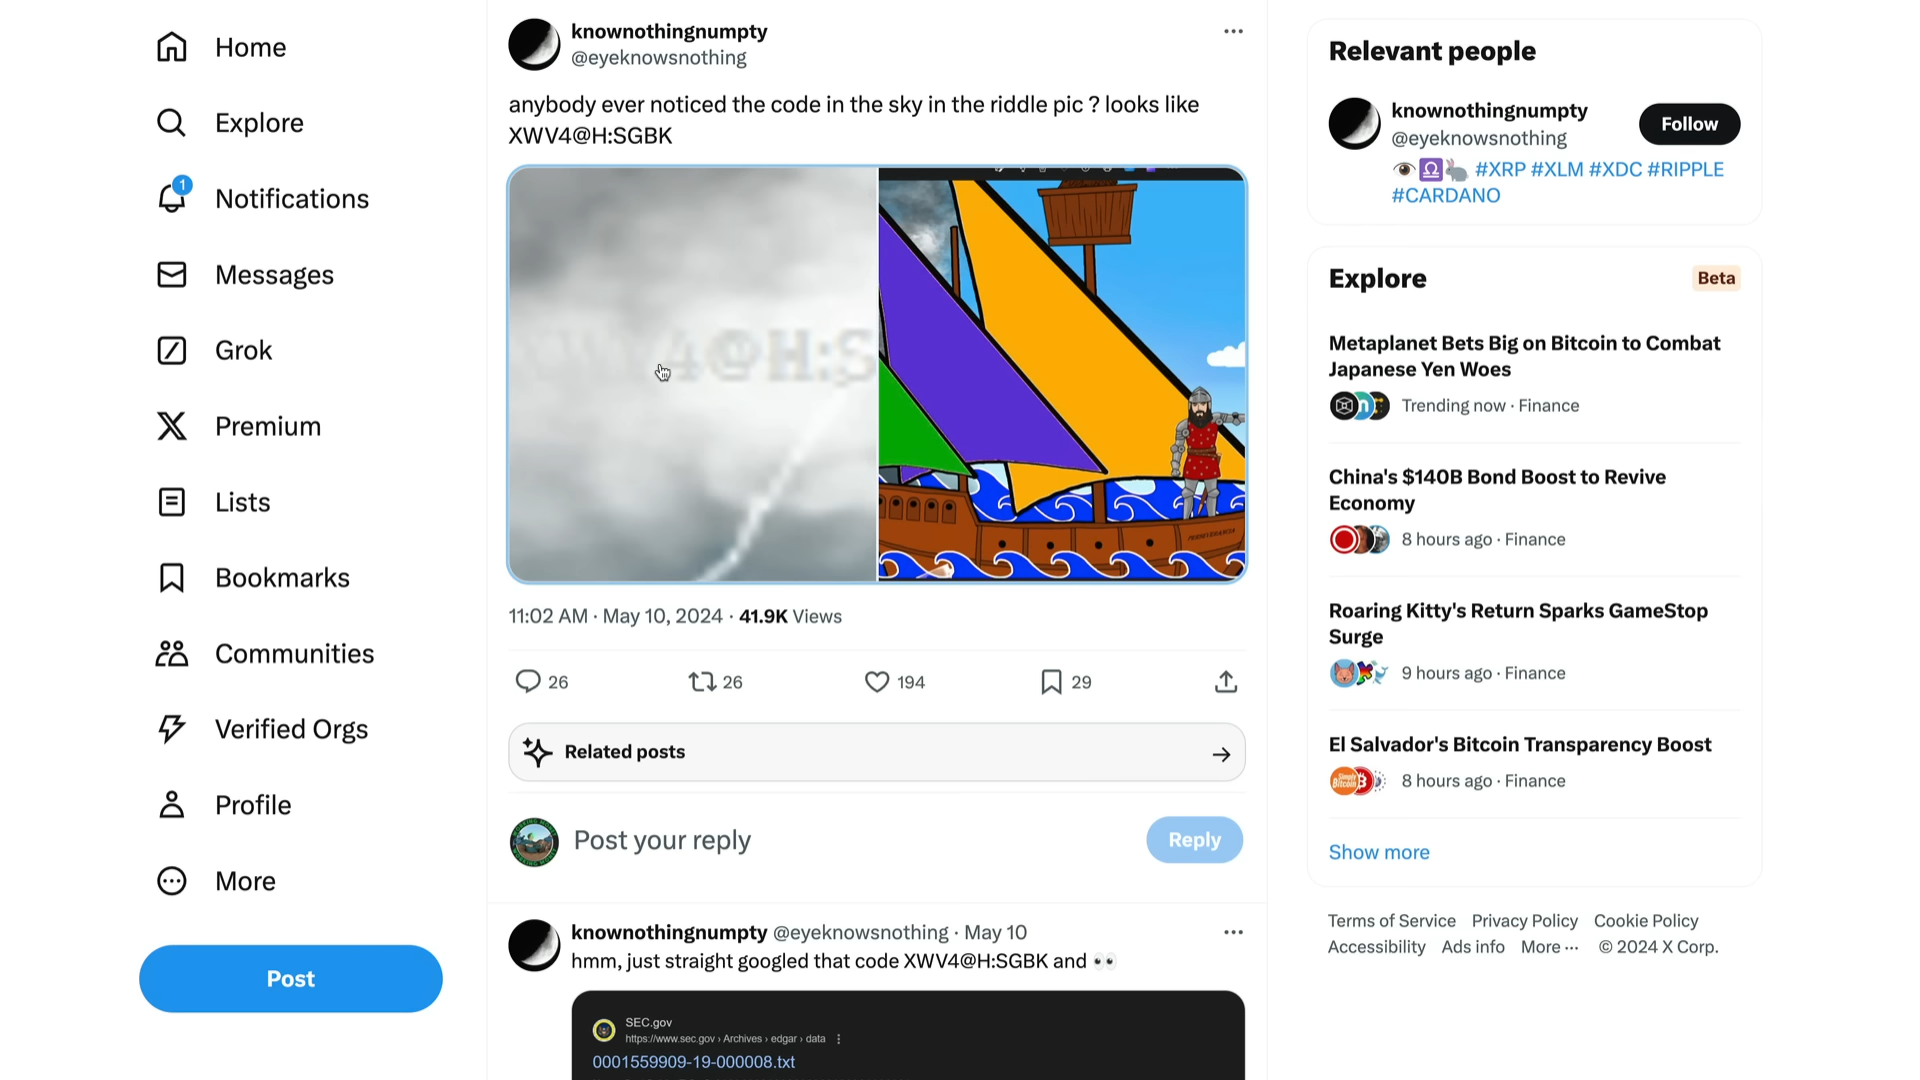 Home
Explore
1
Notifications
Messages
Grok
Premium
Lists
Bookmarks
Communities
Verified Orgs
Profile
More
Post
knownothingnumpty
@eyeknowsnothing
anybody ever noticed the code in the sky in the riddle pic ? looks like
XWV4@H:SGBK
4@H:S
PERSEVERANCIA
11:02 AM · May 10, 2024 · 41.9K Views
26
26
194
29
Related posts
Post your reply
Reply
knownothingnumpty @eyeknowsnothing · May 10
hmm, just straight googled that code XWV4@H:SGBK and 👀
SEC.gov
https://www.sec.gov › Archives › edgar › data
0001559909-19-000008.txt
Relevant people
knownothingnumpty
@eyeknowsnothing
Follow
👁️♎🐇 #XRP #XLM #XDC #RIPPLE
#CARDANO
Explore
Beta
Metaplanet Bets Big on Bitcoin to Combat
Japanese Yen Woes
Trending now · Finance
China's $140B Bond Boost to Revive
Economy
8 hours ago · Finance
Roaring Kitty's Return Sparks GameStop
Surge
9 hours ago · Finance
El Salvador's Bitcoin Transparency Boost
8 hours ago · Finance
Show more
Terms of Service Privacy Policy Cookie Policy
Accessibility Ads info More ··· © 2024 X Corp.